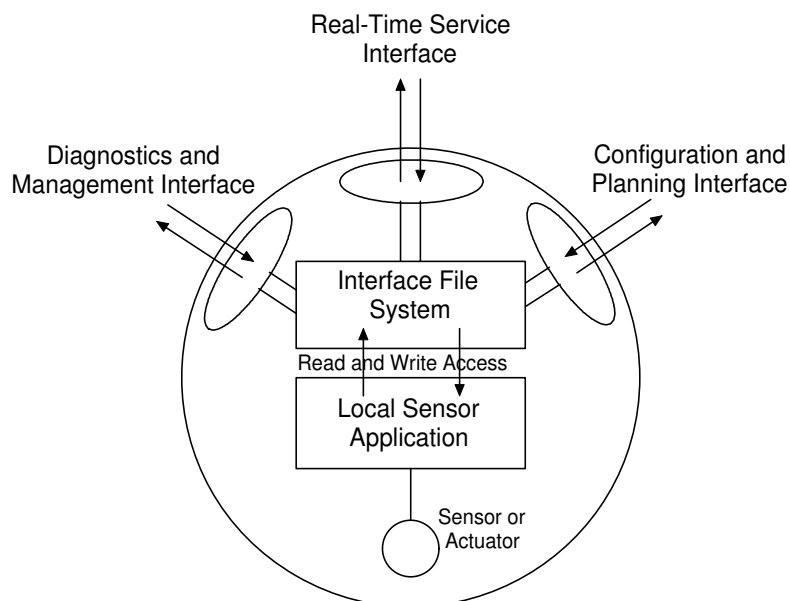 Real-Time Service
Interface
Diagnostics and
Management Interface
Configuration and
Planning Interface
Interface File
System
Read and Write Access
Local Sensor
Application
Sensor or
Actuator